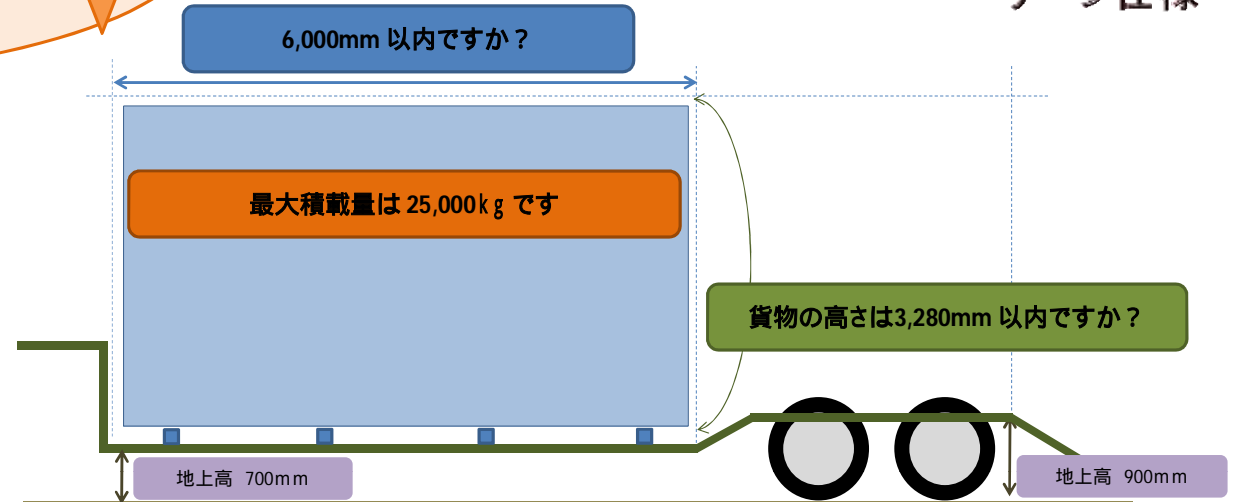 6,000mm 以内ですか？
最大積載量は 25,000kg です
貨物の高さは3,280mm 以内ですか？
地上高 700mm
地上高 900mm